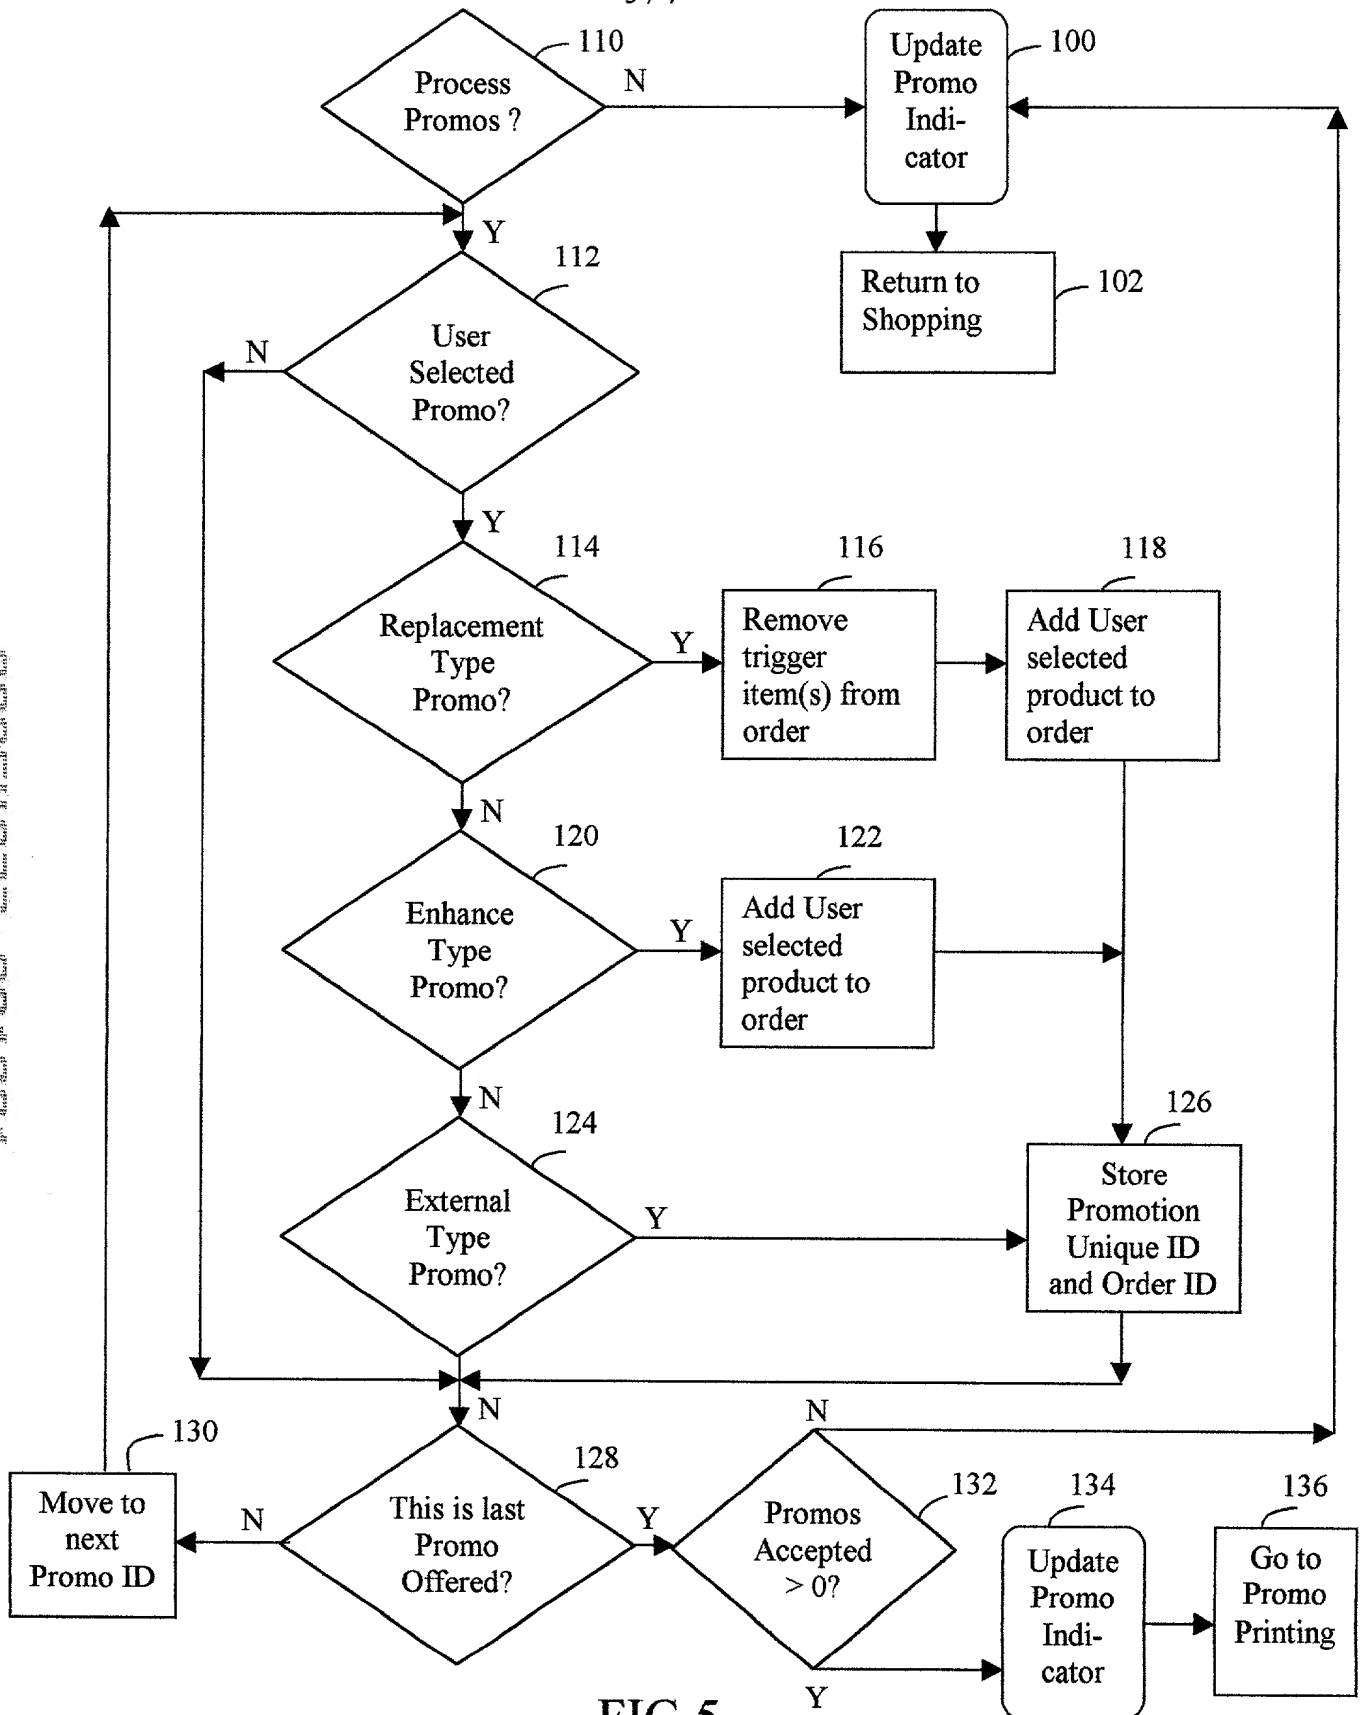 110
Process
Promos ?
N
Update
Promo
Indi-
cator
100
Y
112
Return to
Shopping
102
User
Selected
Promo?
N
Y
114
Replacement
Type
Promo?
Y
116
Remove
trigger
item(s) from
order
118
Add User
selected
product to
order
N
120
Enhance
Type
Promo?
Y
122
Add User
selected
product to
order
N
124
External
Type
Promo?
Y
126
Store
Promotion
Unique ID
and Order ID
N
130
Move to
next
Promo ID
N
128
This is last
Promo
Offered?
Y
N
132
Promos
Accepted
> 0?
Y
134
Update
Promo
Indi-
cator
136
Go to
Promo
Printing
FIG 5